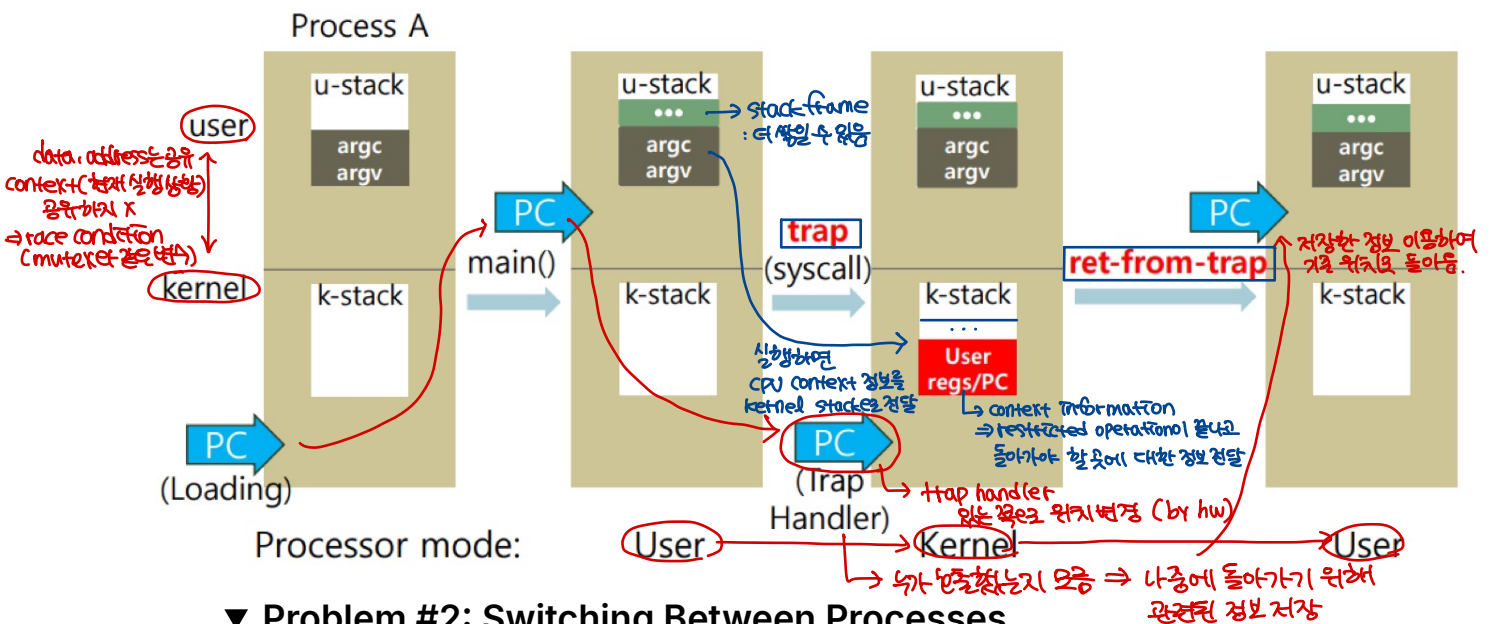 Process A
u-stack
argc
argv
user
data, address는 공유
context(현재 실행상황)
공유하지 X
⇒ race condition
(mutex와 같은 변수)
kernel
k-stack
PC
(Loading)
PC
main()
u-stack
•••
argc
argv
→ stack frame
: 더 쌓일 수 있음
k-stack
trap
(syscall)
실행하면
CPU context 정보를
kernel stack으로 전달
PC
(Trap
Handler)
u-stack
•••
argc
argv
k-stack
...
User
regs/PC
→ context information
⇒ restricted operation이 끝나고
돌아가야 할 곳에 대한 정보 전달
→ trap handler
있는 쪽으로 위치 변경 (by hw)
ret-from-trap
PC
u-stack
•••
argc
argv
저장한 정보 이용하여
기존 위치로 돌아옴.
k-stack
Processor mode:
User
Kernel
User
→ 누가 호출했는지 모름 ⇒ 나중에 돌아가기 위해
관련된 정보 저장
▼ Problem #2: Switching Between Processes